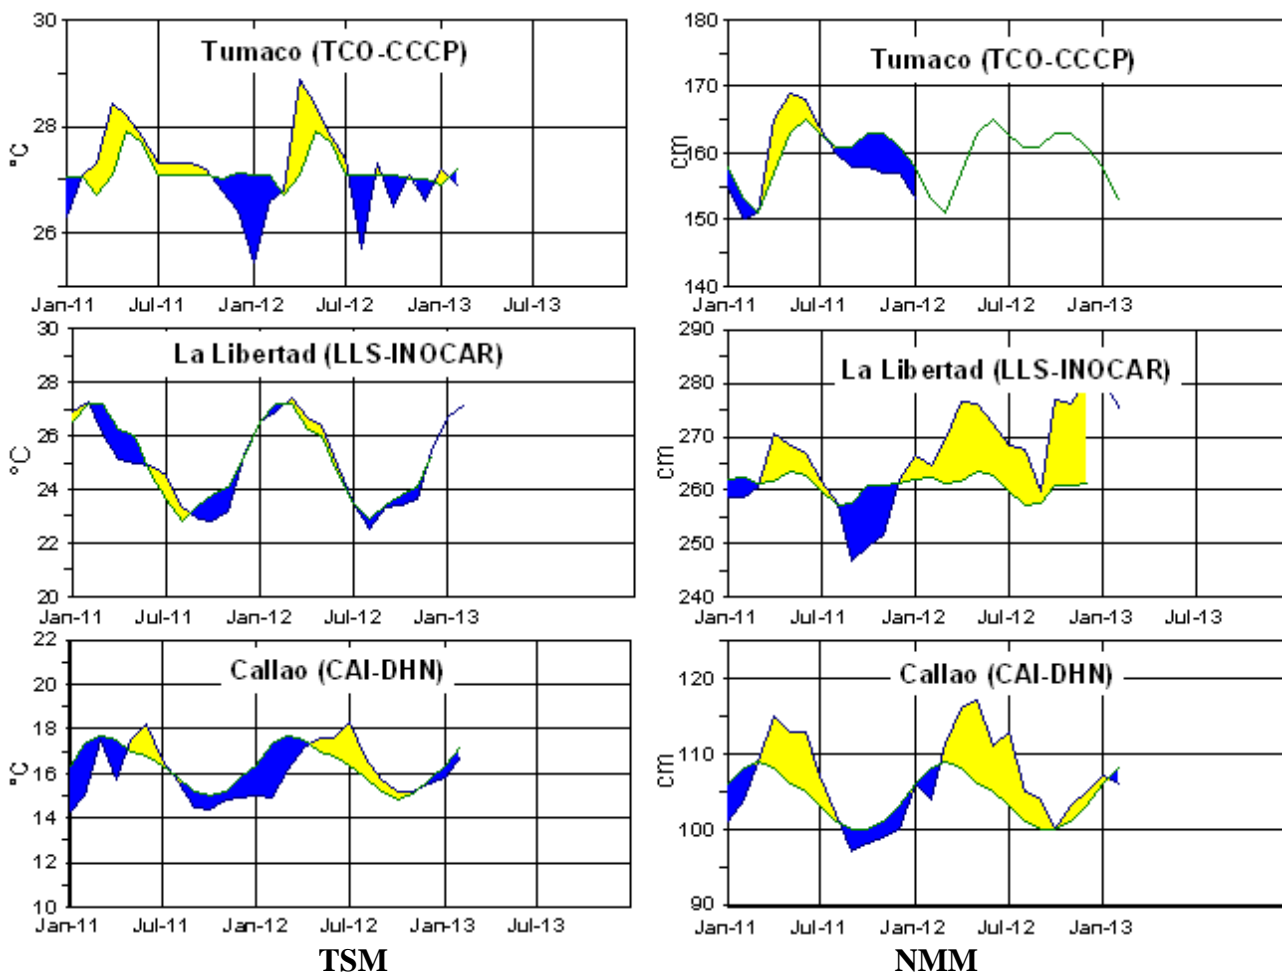 30
28
26
°C
Tumaco (TCO-CCCP)
Jan-11 Jul-11 Jan-12 Jul-12 Jan-13 Jul-13
180
170
160
150
140
cm
Tumaco (TCO-CCCP)
Jan-11 Jul-11 Jan-12 Jul-12 Jan-13
30
28
26
24
22
20
°C
La Libertad (LLS-INOCAR)
Jan-11 Jul-11 Jan-12 Jul-12 Jan-13
290
280
270
260
250
240
cm
La Libertad (LLS-INOCAR)
Jan-11 Jul-11 Jan-12 Jul-12 Jan-13 Jul-13
22
20
18
16
14
12
10
°C
Callao (CAI-DHN)
Jan-11 Jul-11 Jan-12 Jul-12 Jan-13 Jul-13
120
110
100
90
cm
Callao (CAI-DHN)
Jan-11 Jul-11 Jan-12 Jul-12 Jan-13
TSM
NMM